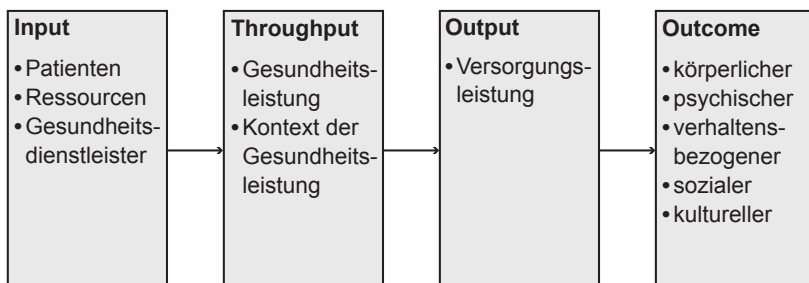 Input
• Patienten
• Ressourcen
• Gesundheits-
dienstleister
Throughput
• Gesundheits-
leistung
• Kontext der
Gesundheits-
leistung
Output
• Versorgungs-
leistung
Outcome
• körperlicher
• psychischer
• verhaltens-
bezogener
• sozialer
• kultureller